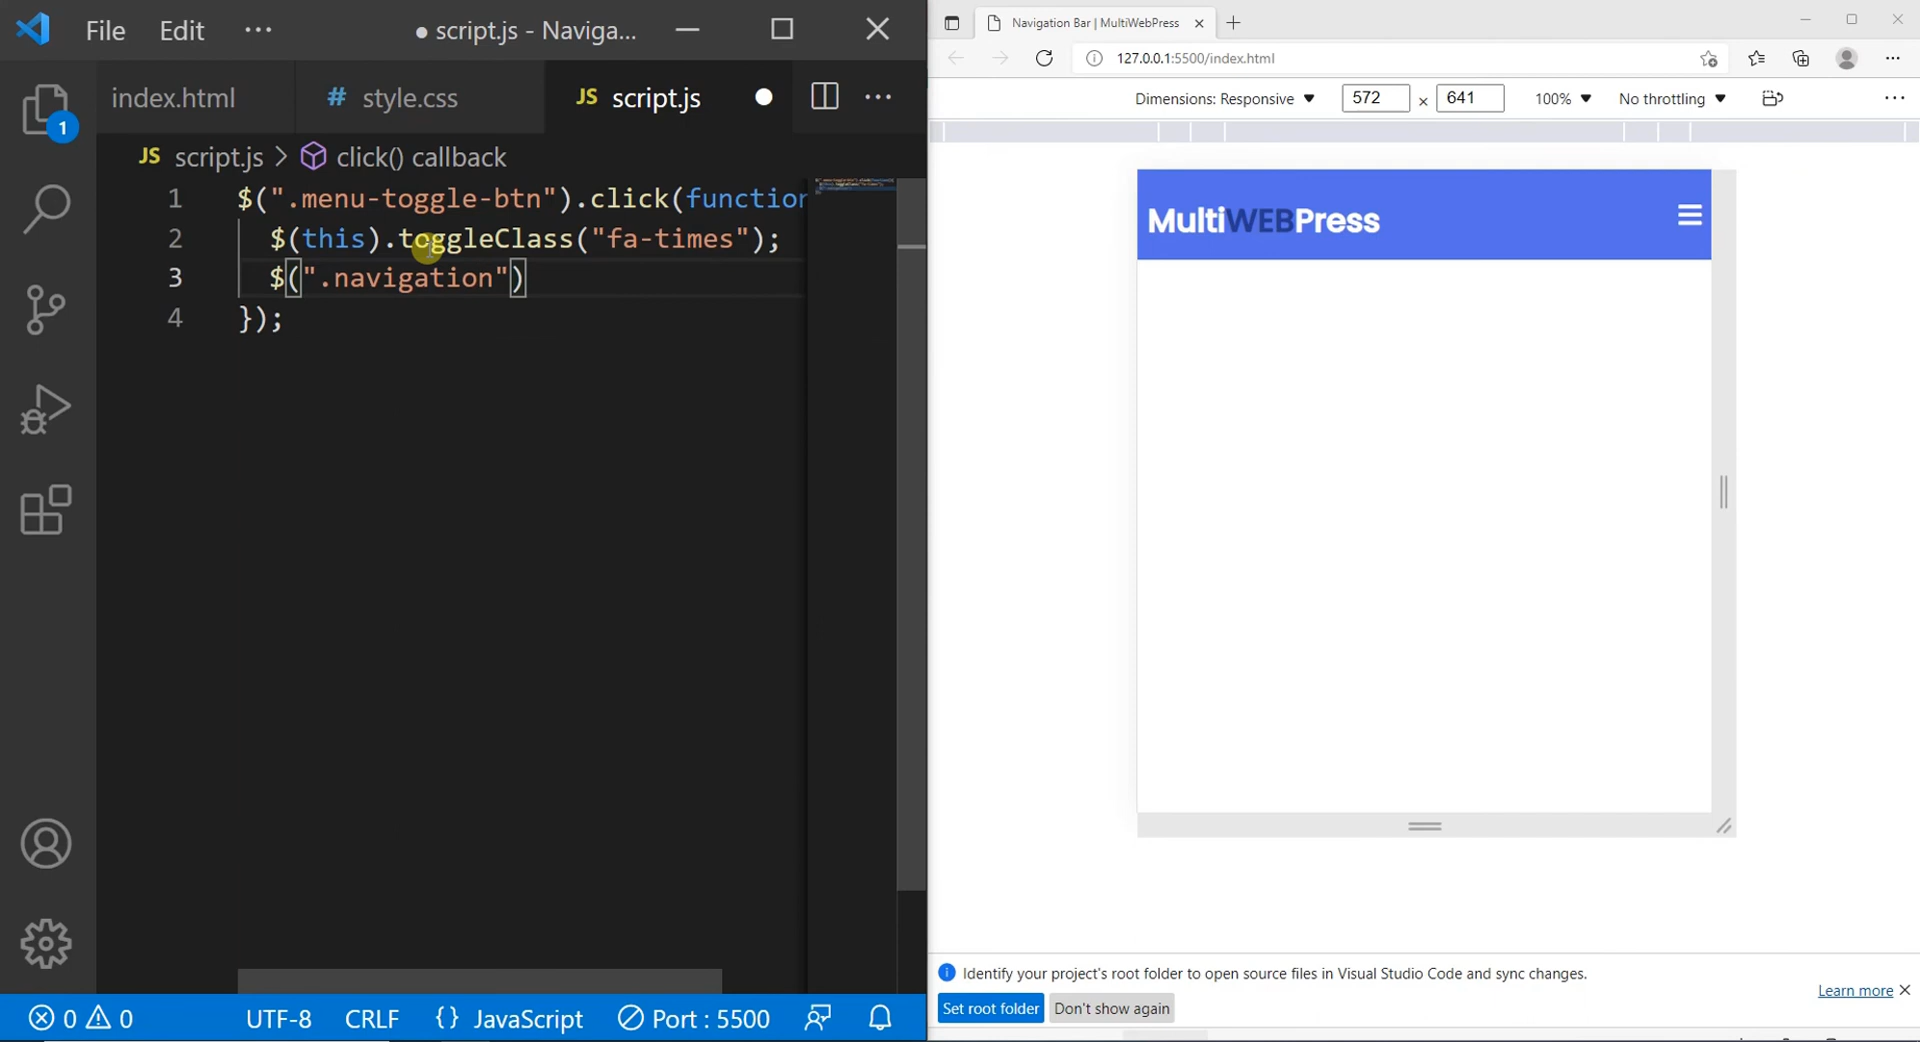 File Edit ··· ● script.js - Naviga...
index.html # style.css JS script.js ●
JS script.js > click() callback
1 $(".menu-toggle-btn").click(function
2 $(this).toggleClass("fa-times");
3 $(".navigation")
4 });
1
0 0 UTF-8 CRLF {} JavaScript Port : 5500
Navigation Bar | MultiWebPress
127.0.0.1:5500/index.html
Dimensions: Responsive 572 × 641 100% No throttling
MultiWEBPress
Identify your project's root folder to open source files in Visual Studio Code and sync changes.
Learn more
Set root folder Don't show again